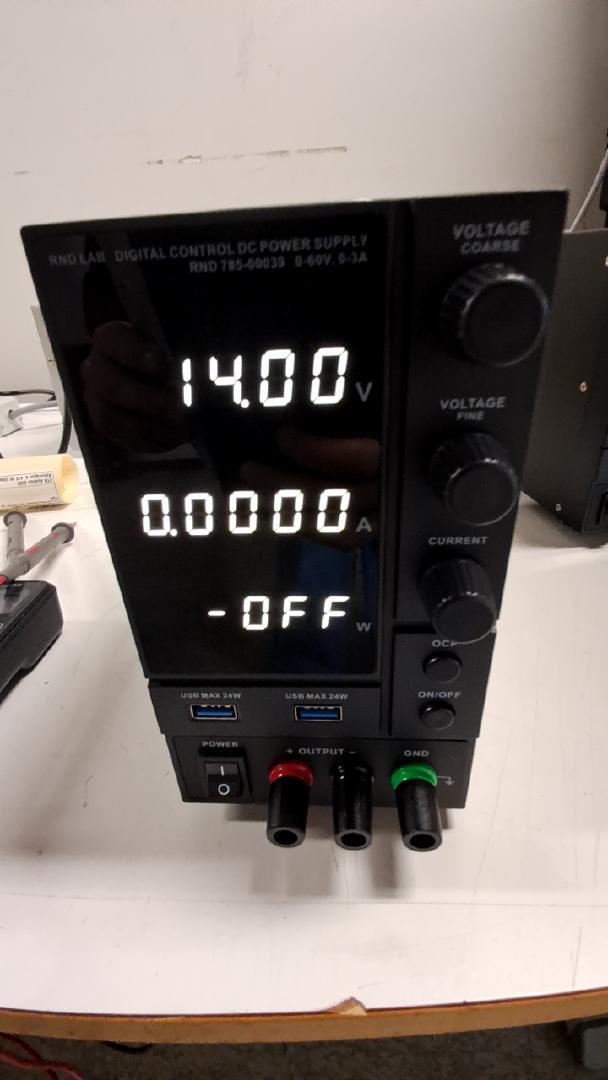 RND LAB DIGITAL CONTROL DC POWER SUPPLY
RND 785-00039 0-60V, 0-3A
14.00 V
0.0000 A
-OFF W
VOLTAGE
COARSE
VOLTAGE
FINE
CURRENT
OCP
ON/OFF
USB MAX 24W
USB MAX 24W
POWER
+ OUTPUT -
GND
I
O